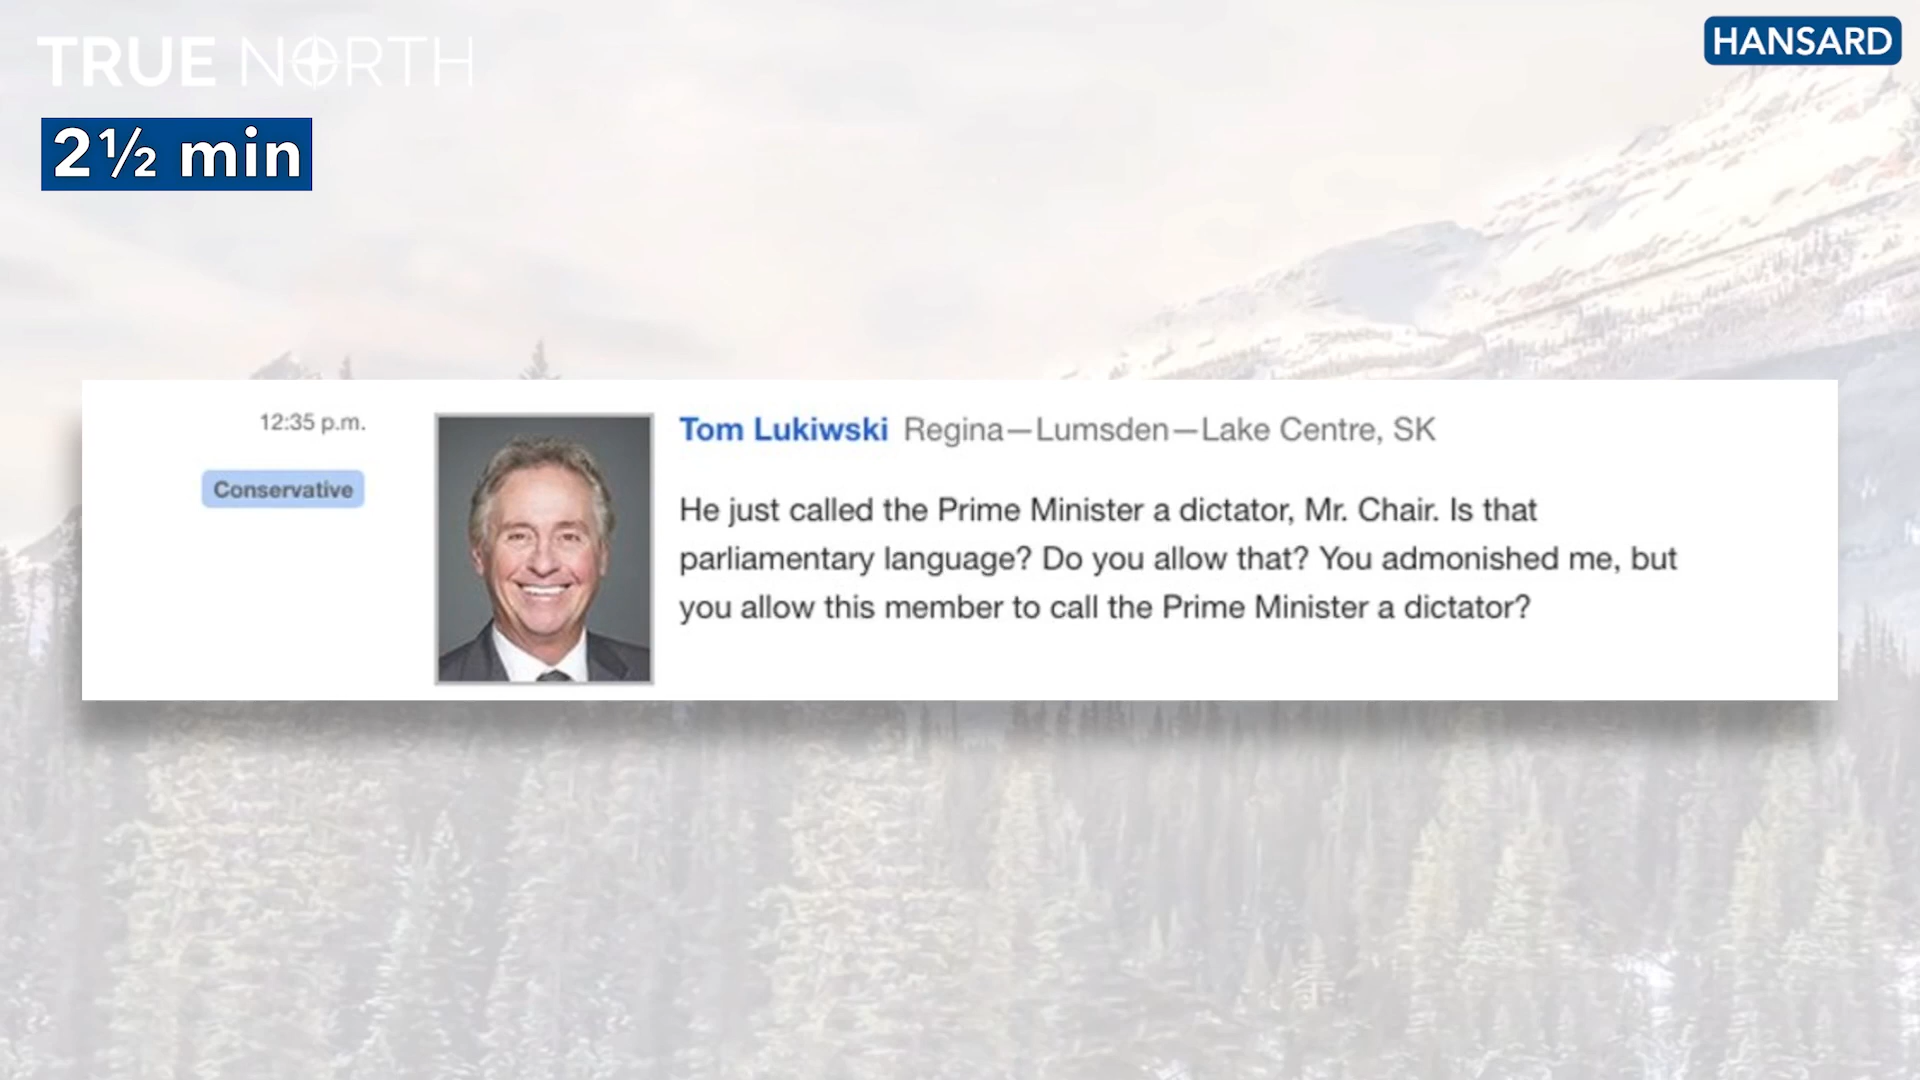 TRUE NORTH
HANSARD
2½ min
12:35 p.m.
Conservative
Tom Lukiwski Regina—Lumsden—Lake Centre, SK
He just called the Prime Minister a dictator, Mr. Chair. Is that
parliamentary language? Do you allow that? You admonished me, but
you allow this member to call the Prime Minister a dictator?